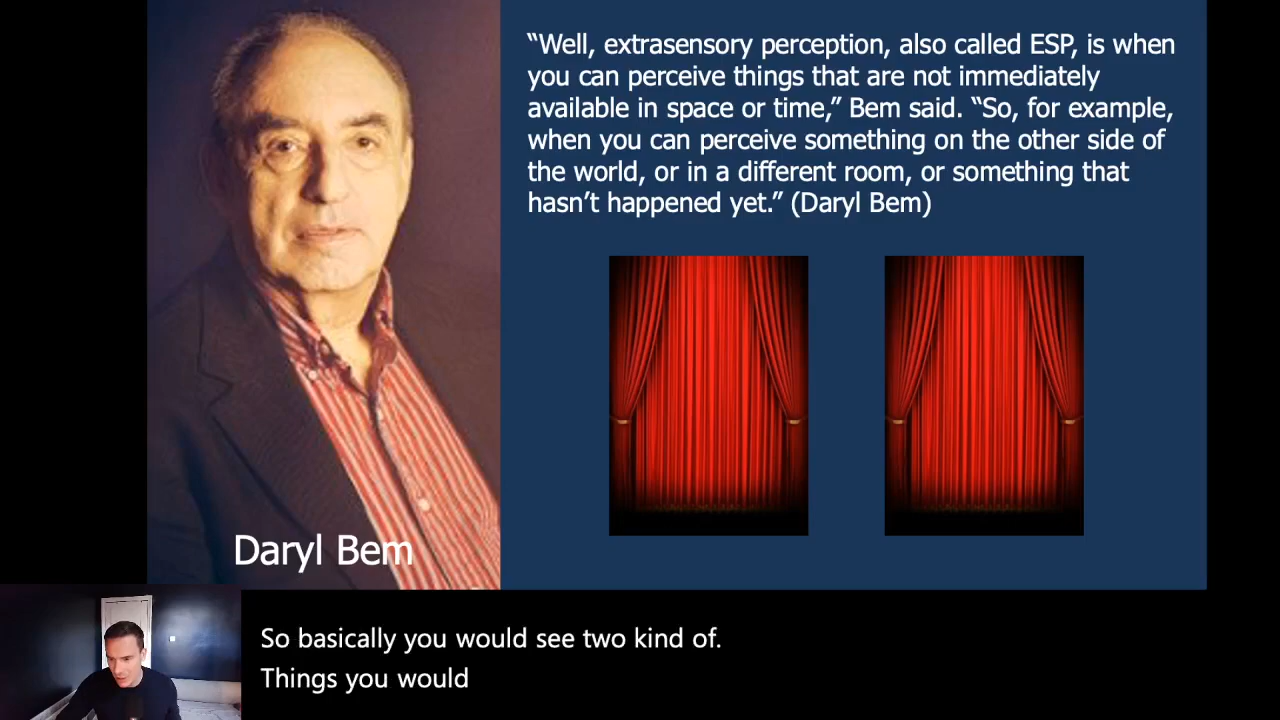 “Well, extrasensory perception, also called ESP, is when
you can perceive things that are not immediately
available in space or time,” Bem said. “So, for example,
when you can perceive something on the other side of
the world, or in a different room, or something that
hasn’t happened yet.” (Daryl Bem)
Daryl Bem
So basically you would see two kind of.
Things you would